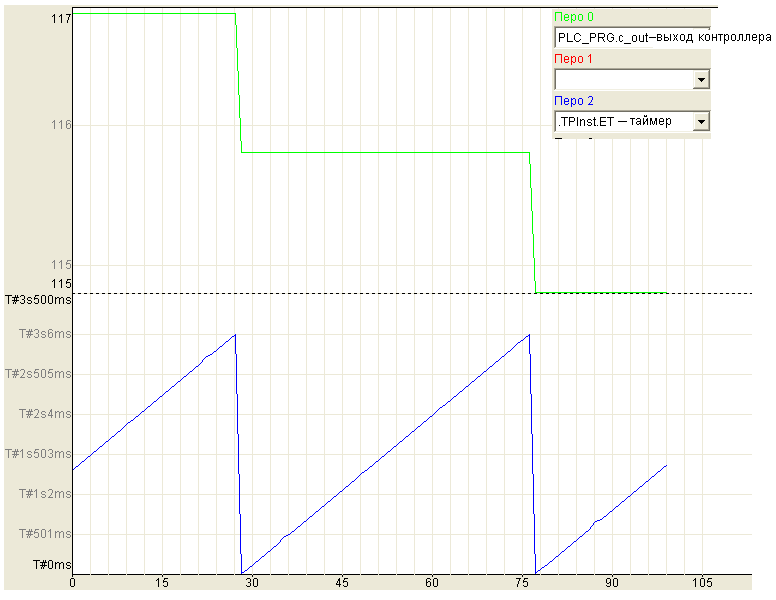 117
116
115
115
Перо 0
PLC_PRG.c_out—выход контроллера
Перо 1
Перо 2
.TPInst.ET — таймер
T#3s500ms
T#3s6ms
T#2s505ms
T#2s4ms
T#1s503ms
T#1s2ms
T#501ms
T#0ms
0 15 30 45 60 75 90 105